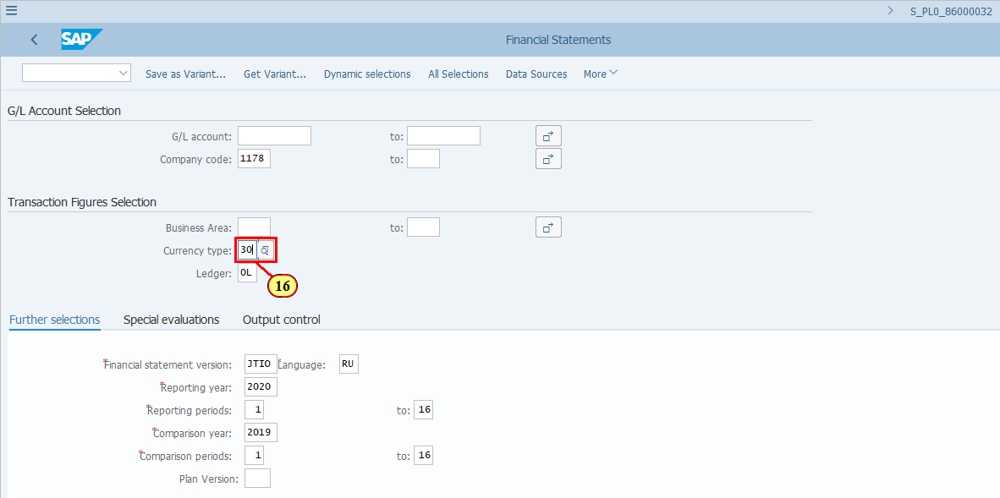 S_PL0_86000032
SAP Financial Statements
Save as Variant... Get Variant... Dynamic selections All Selections Data Sources More
G/L Account Selection
G/L account: to:
Company code: 1178 to:
Transaction Figures Selection
Business Area: to:
Currency type: 30
Ledger: 0L
16
Further selections Special evaluations Output control
*Financial statement version: JTIO *Language: RU
*Reporting year: 2020
*Reporting periods: 1 to: 16
*Comparison year: 2019
*Comparison periods: 1 to: 16
Plan Version: